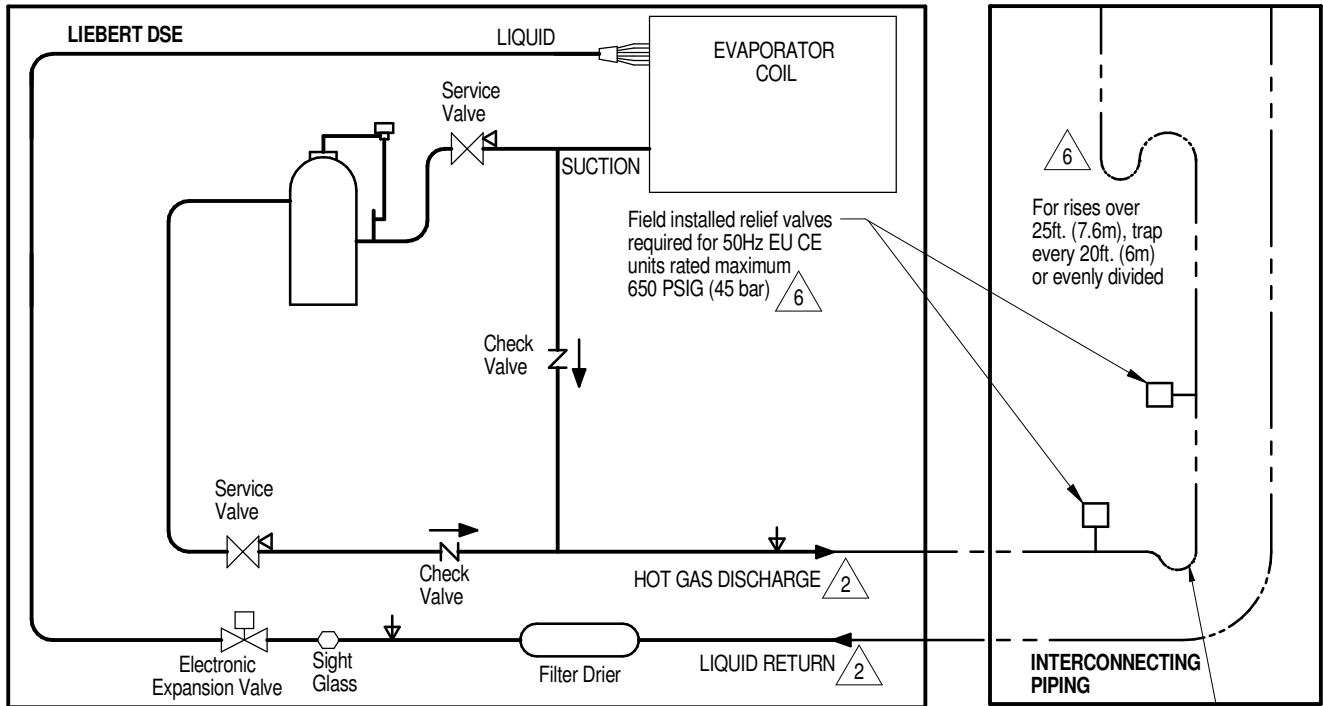 LIEBERT DSE
LIQUID
EVAPORATOR
COIL
Service
Valve
SUCTION
Field installed relief valves
required for 50Hz EU CE
units rated maximum
650 PSIG (45 bar)
6
6
For rises over
25ft. (7.6m), trap
every 20ft. (6m)
or evenly divided
Check
Valve
Service
Valve
Check
Valve
HOT GAS DISCHARGE
2
Electronic
Expansion Valve
Sight
Glass
Filter Drier
LIQUID RETURN
2
INTERCONNECTING
PIPING